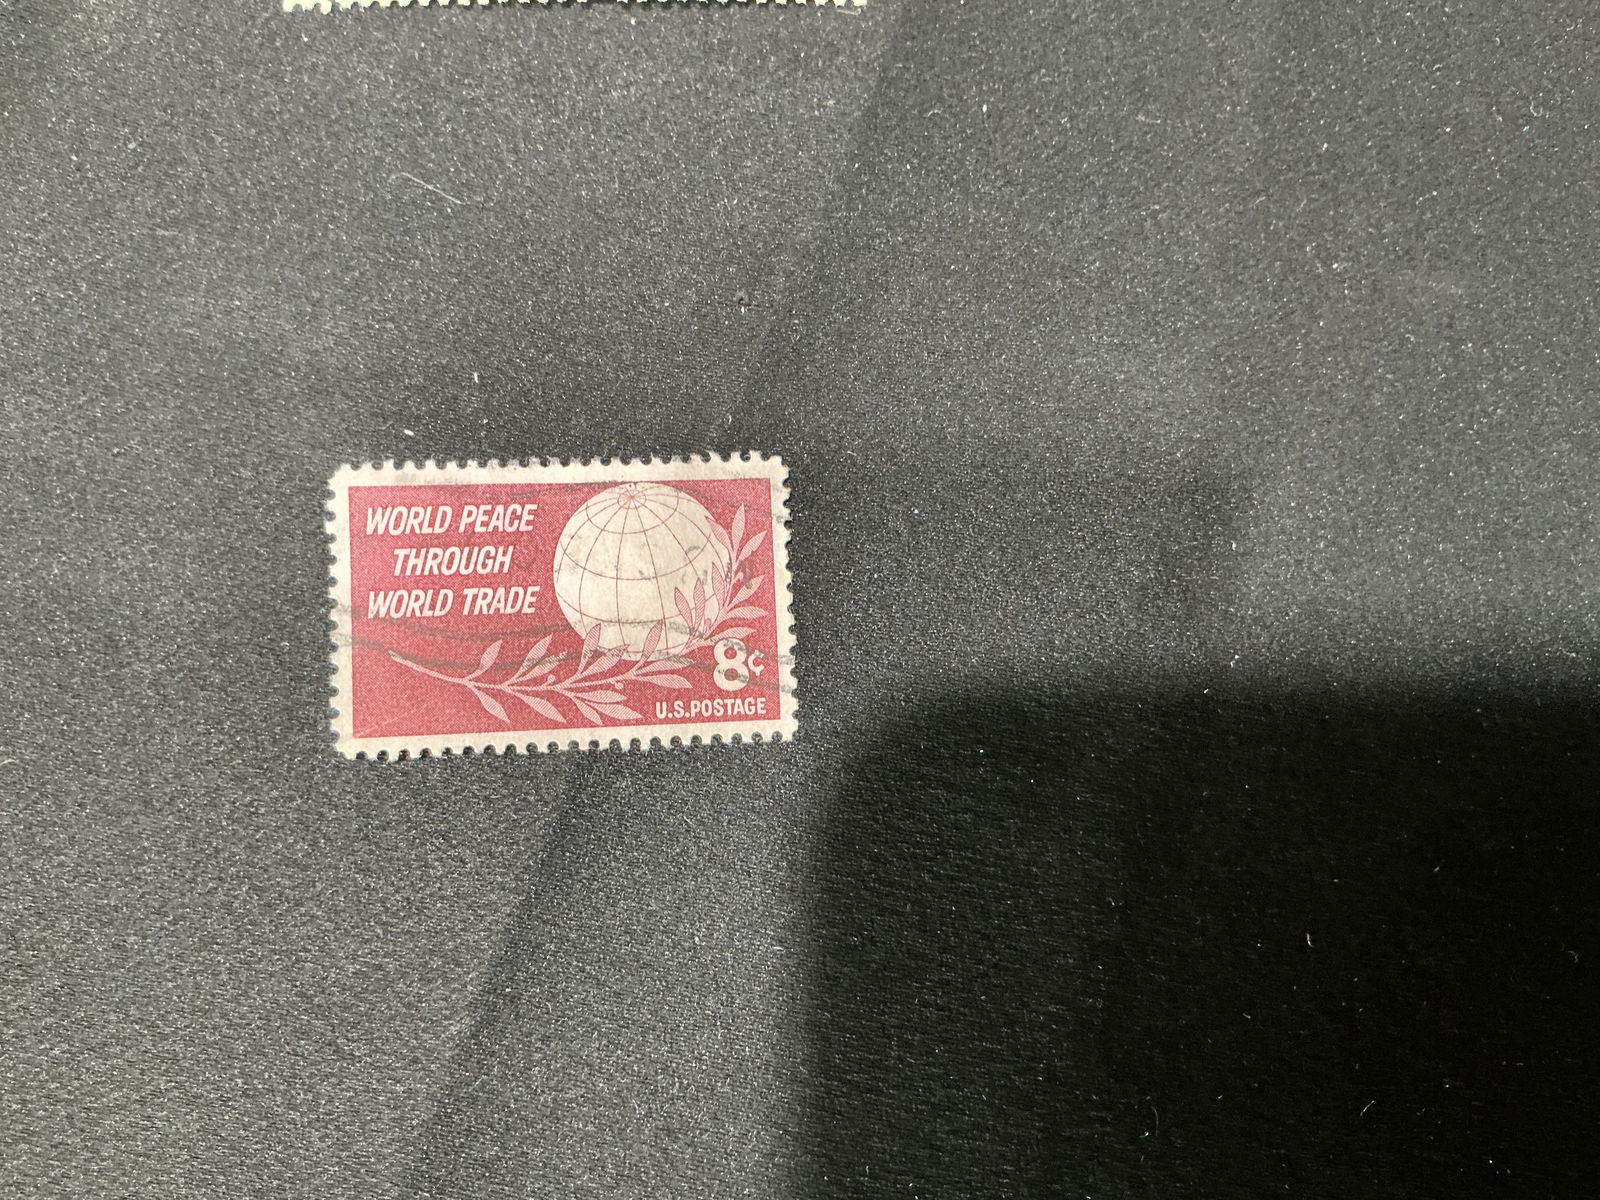 WORLD PEACE
THROUGH
WORLD TRADE
8¢
U.S.POSTAGE